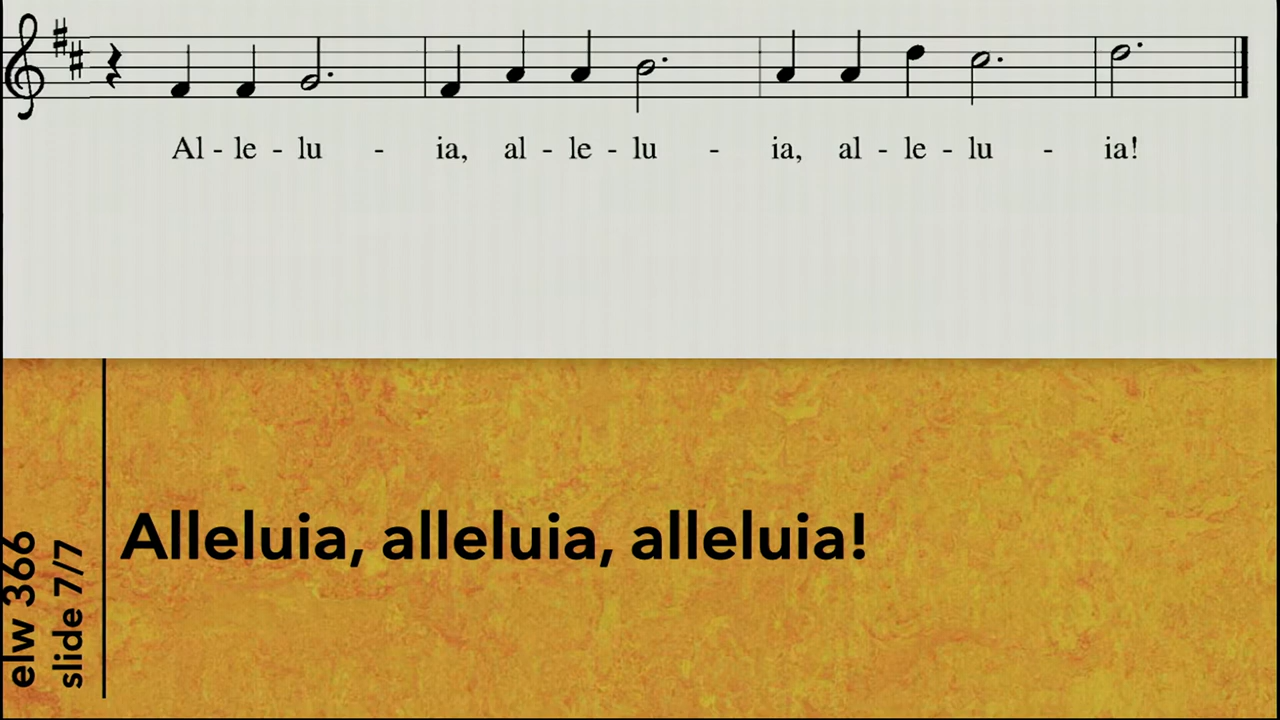 Al - le - lu - ia, al - le - lu - ia, al - le - lu - ia!
Alleluia, alleluia, alleluia!
elw 366
slide 7/7